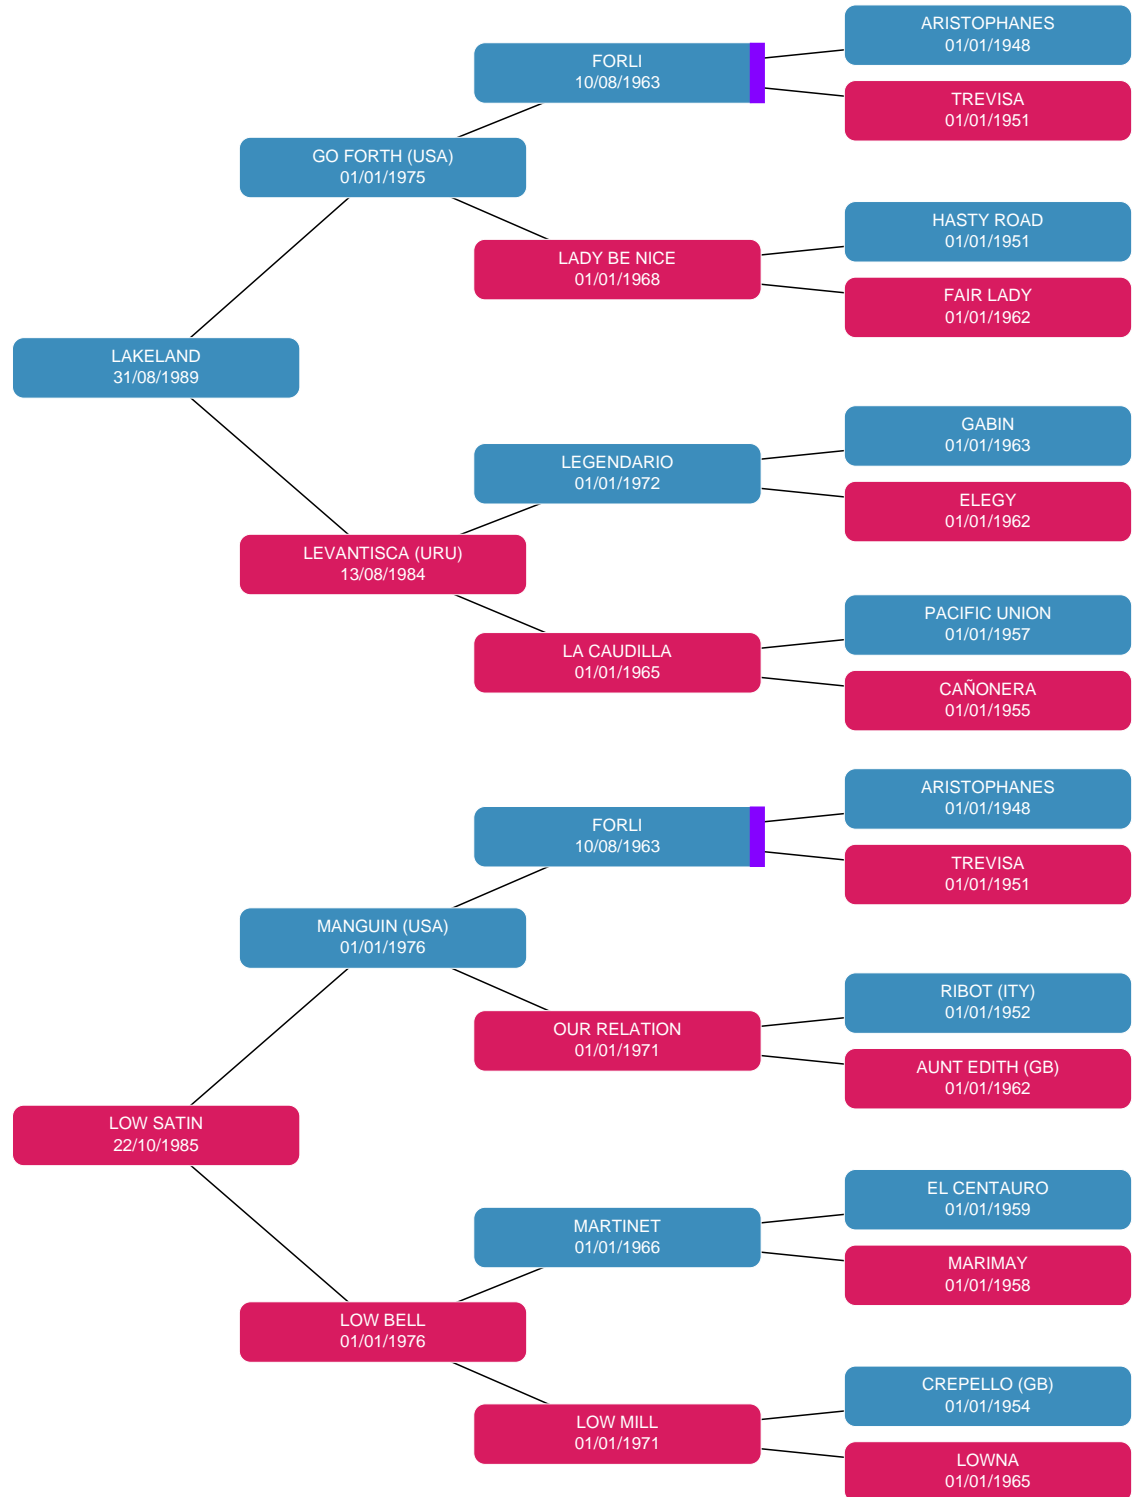 ARISTOPHANES
01/01/1948
FORLI
10/08/1963
TREVISA
01/01/1951
GO FORTH (USA)
01/01/1975
HASTY ROAD
01/01/1951
LADY BE NICE
01/01/1968
FAIR LADY
01/01/1962
LAKELAND
31/08/1989
GABIN
01/01/1963
LEGENDARIO
01/01/1972
ELEGY
01/01/1962
LEVANTISCA (URU)
13/08/1984
PACIFIC UNION
01/01/1957
LA CAUDILLA
01/01/1965
CAÑONERA
01/01/1955
ARISTOPHANES
01/01/1948
FORLI
10/08/1963
TREVISA
01/01/1951
MANGUIN (USA)
01/01/1976
RIBOT (ITY)
01/01/1952
OUR RELATION
01/01/1971
AUNT EDITH (GB)
01/01/1962
LOW SATIN
22/10/1985
EL CENTAURO
01/01/1959
MARTINET
01/01/1966
MARIMAY
01/01/1958
LOW BELL
01/01/1976
CREPELLO (GB)
01/01/1954
LOW MILL
01/01/1971
LOWNA
01/01/1965